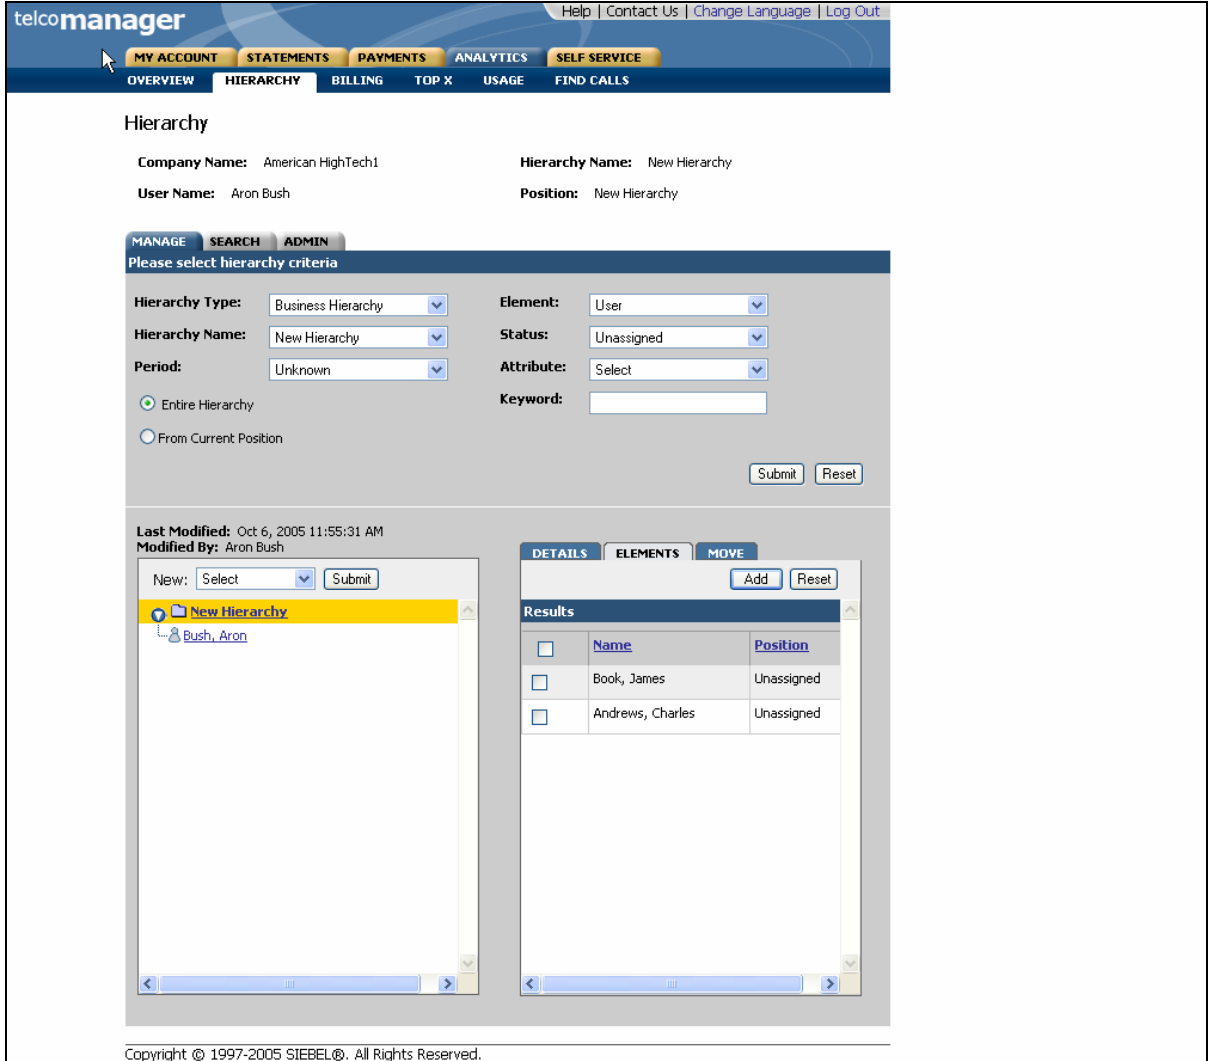 telcomanager
Help | Contact Us | Change Language | Log Out
MY ACCOUNT STATEMENTS PAYMENTS ANALYTICS SELF SERVICE
OVERVIEW HIERARCHY BILLING TOP X USAGE FIND CALLS
Hierarchy
Company Name: American HighTech1 Hierarchy Name: New Hierarchy
User Name: Aron Bush Position: New Hierarchy
MANAGE SEARCH ADMIN
Please select hierarchy criteria
Hierarchy Type: Business Hierarchy Element: User
Hierarchy Name: New Hierarchy Status: Unassigned
Period: Unknown Attribute: Select
Entire Hierarchy Keyword:
From Current Position
Submit Reset
Last Modified: Oct 6, 2005 11:55:31 AM
Modified By: Aron Bush
DETAILS ELEMENTS MOVE
New: Select Submit Add Reset
New Hierarchy Results
Bush, Aron
Name Position
Book, James Unassigned
Andrews, Charles Unassigned
Copyright © 1997-2005 SIEBEL®. All Rights Reserved.